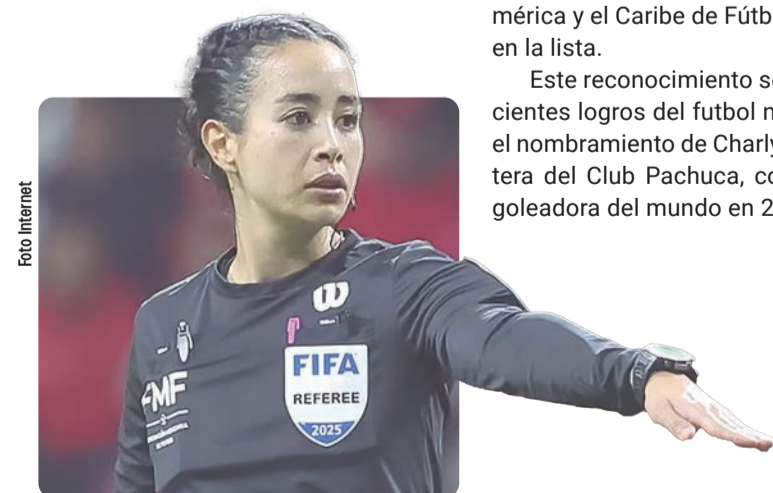 mérica y el Caribe de Fútb
en la lista.
Este reconocimiento se
cientes logros del futbol m
el nombramiento de Charly
tera del Club Pachuca, co
goleadora del mundo en 2
Foto Internet
FMF
FIFA
REFEREE
2025